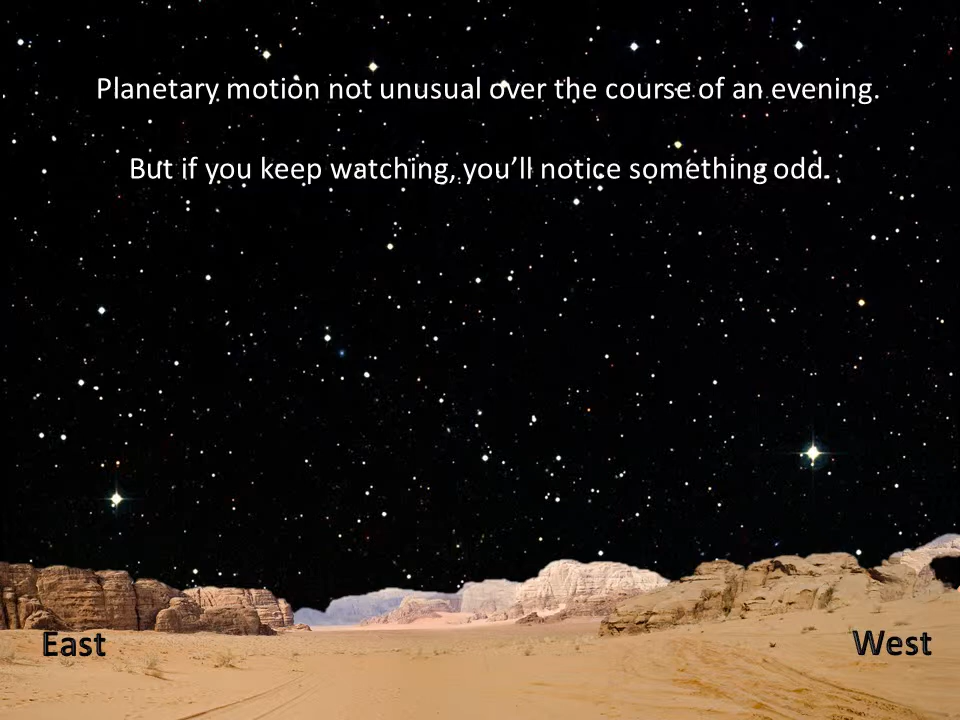 Planetary motion not unusual over the course of an evening.
But if you keep watching, you’ll notice something odd.
East
West